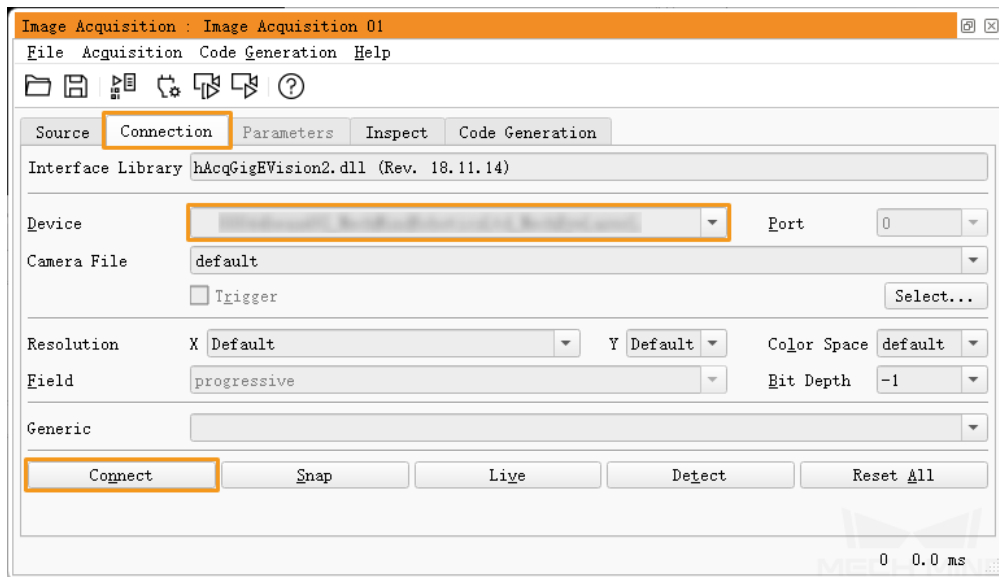 Image Acquisition : Image Acquisition 01
File Acquisition Code Generation Help
Source Connection Parameters Inspect Code Generation
Interface Library hAcqGigEVision2.dll (Rev. 18.11.14)
Device Port 0
Camera File default
Trigger Select...
Resolution X Default Y Default Color Space default
Field progressive Bit Depth -1
Generic
Connect Snap Live Detect Reset All
0 0.0 ms
MECH MIND